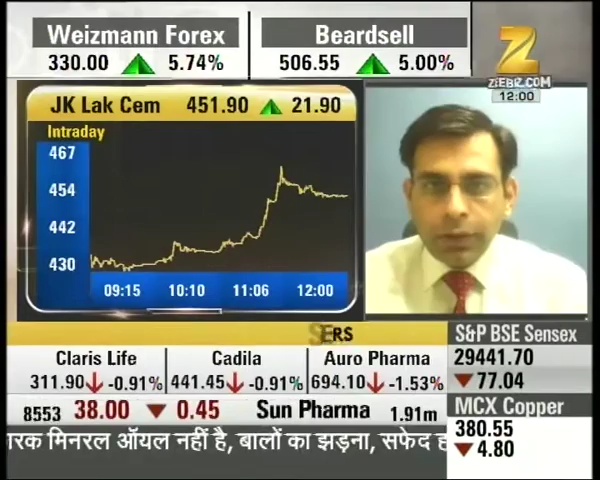 Weizmann Forex
330.00 5.74%
Beardsell
506.55 5.00%
ZEEBIZ.COM
12:00
JK Lak Cem 451.90 21.90
Intraday
467
454
442
430
09:15 10:10 11:06 12:00
ERS
S&P BSE Sensex
29441.70
77.04
Claris Life
311.90 -0.91%
Cadila
441.45 -0.91%
Auro Pharma
694.10 -1.53%
8553 38.00 0.45 Sun Pharma 1.91m
MCX Copper
380.55
4.80
रक मिनरल ऑयल नहीं है, बालों का झड़ना, सफेद ह